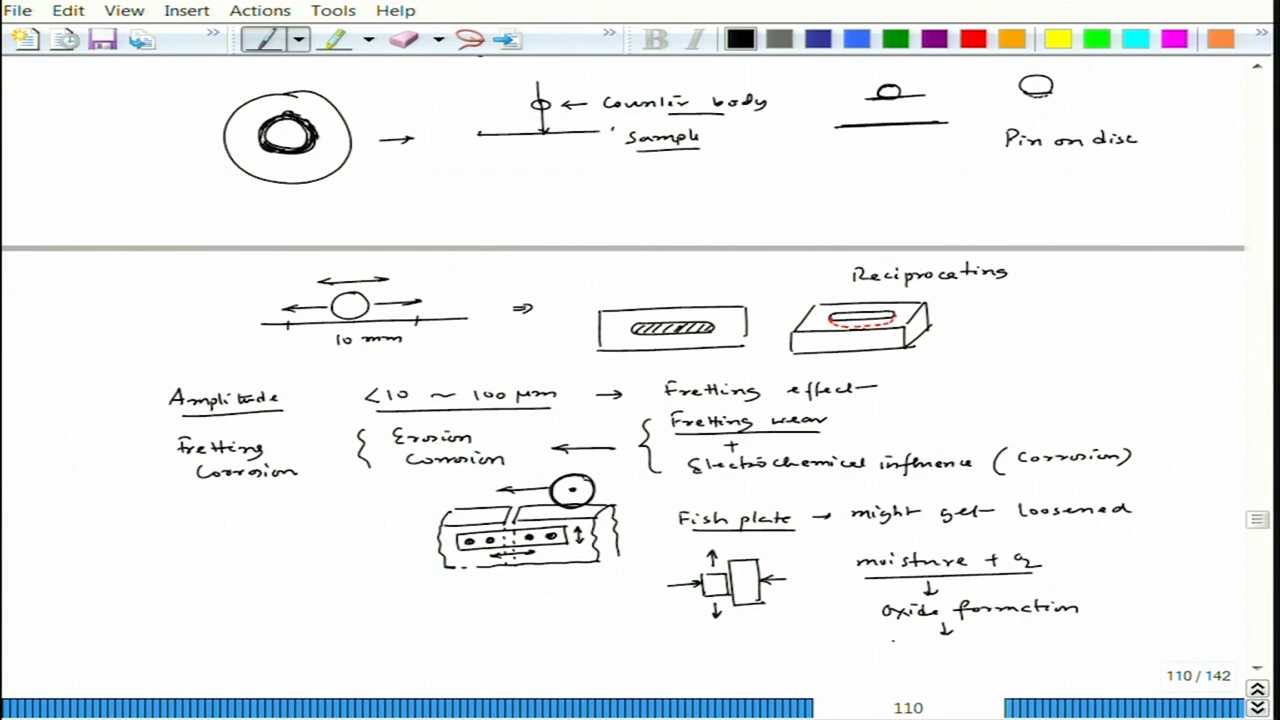 File Edit View Insert Actions Tools Help
B I
Counter body
Sample
Pin on disc
Reciprocating
10 mm
Amplitude <10 ~ 100 μm → Fretting effect
Fretting Corrosion { Erosion Corrosion ← { Fretting wear
+
Electrochemical influence (Corrosion)
Fish plate → might get loosened
moisture + O2
↓
oxide formation
↓
110 / 142
110